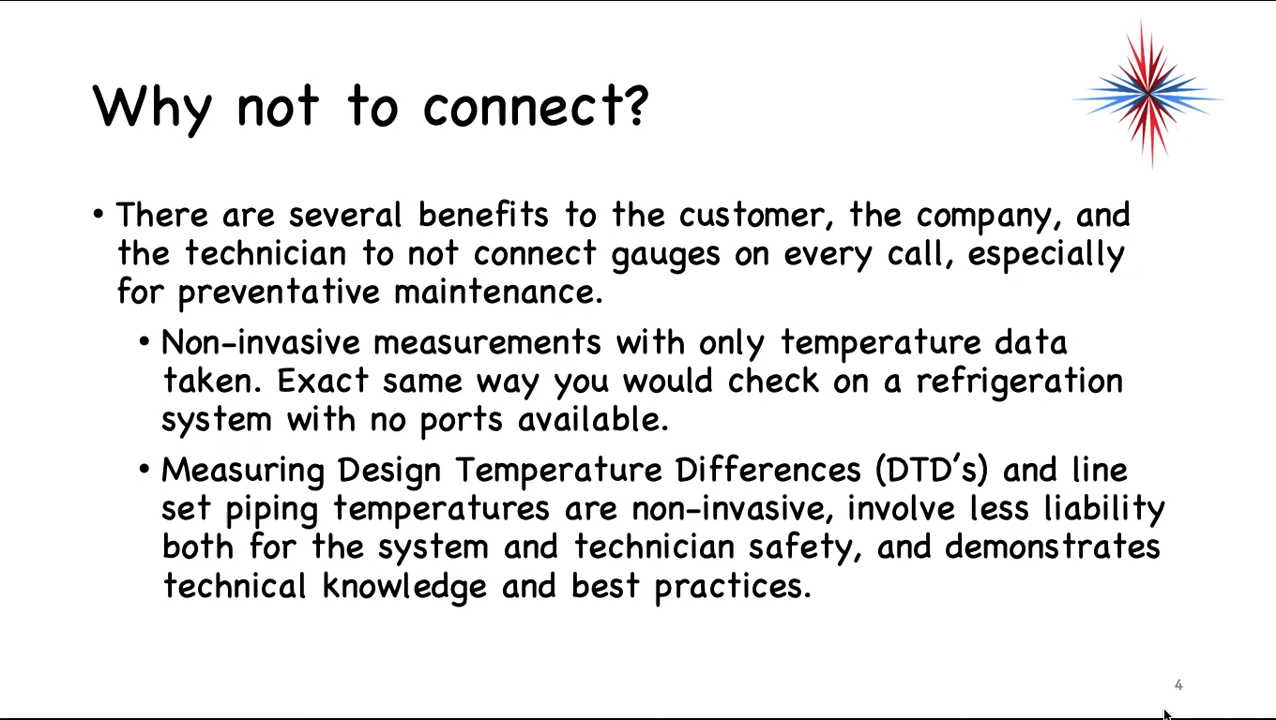 Why not to connect?
• There are several benefits to the customer, the company, and
the technician to not connect gauges on every call, especially
for preventative maintenance.
• Non-invasive measurements with only temperature data
taken. Exact same way you would check on a refrigeration
system with no ports available.
• Measuring Design Temperature Differences (DTD's) and line
set piping temperatures are non-invasive, involve less liability
both for the system and technician safety, and demonstrates
technical knowledge and best practices.
4